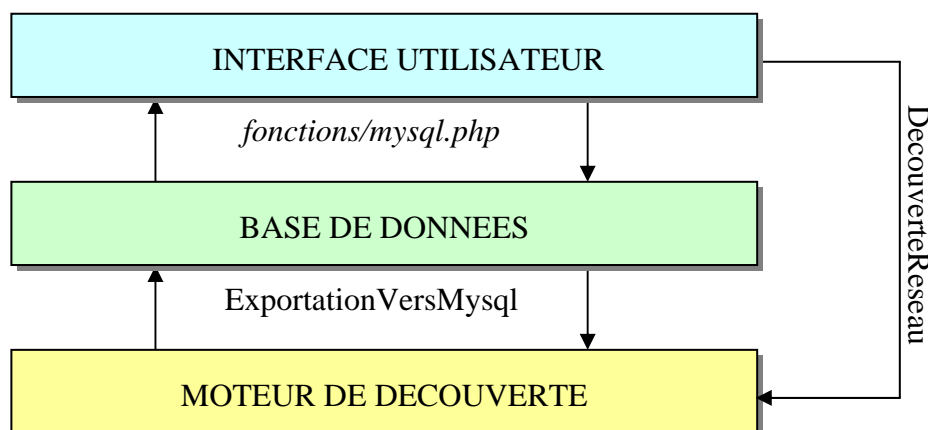 INTERFACE UTILISATEUR
fonctions/mysql.php
DecouverteReseau
BASE DE DONNEES
ExportationVersMysql
MOTEUR DE DECOUVERTE